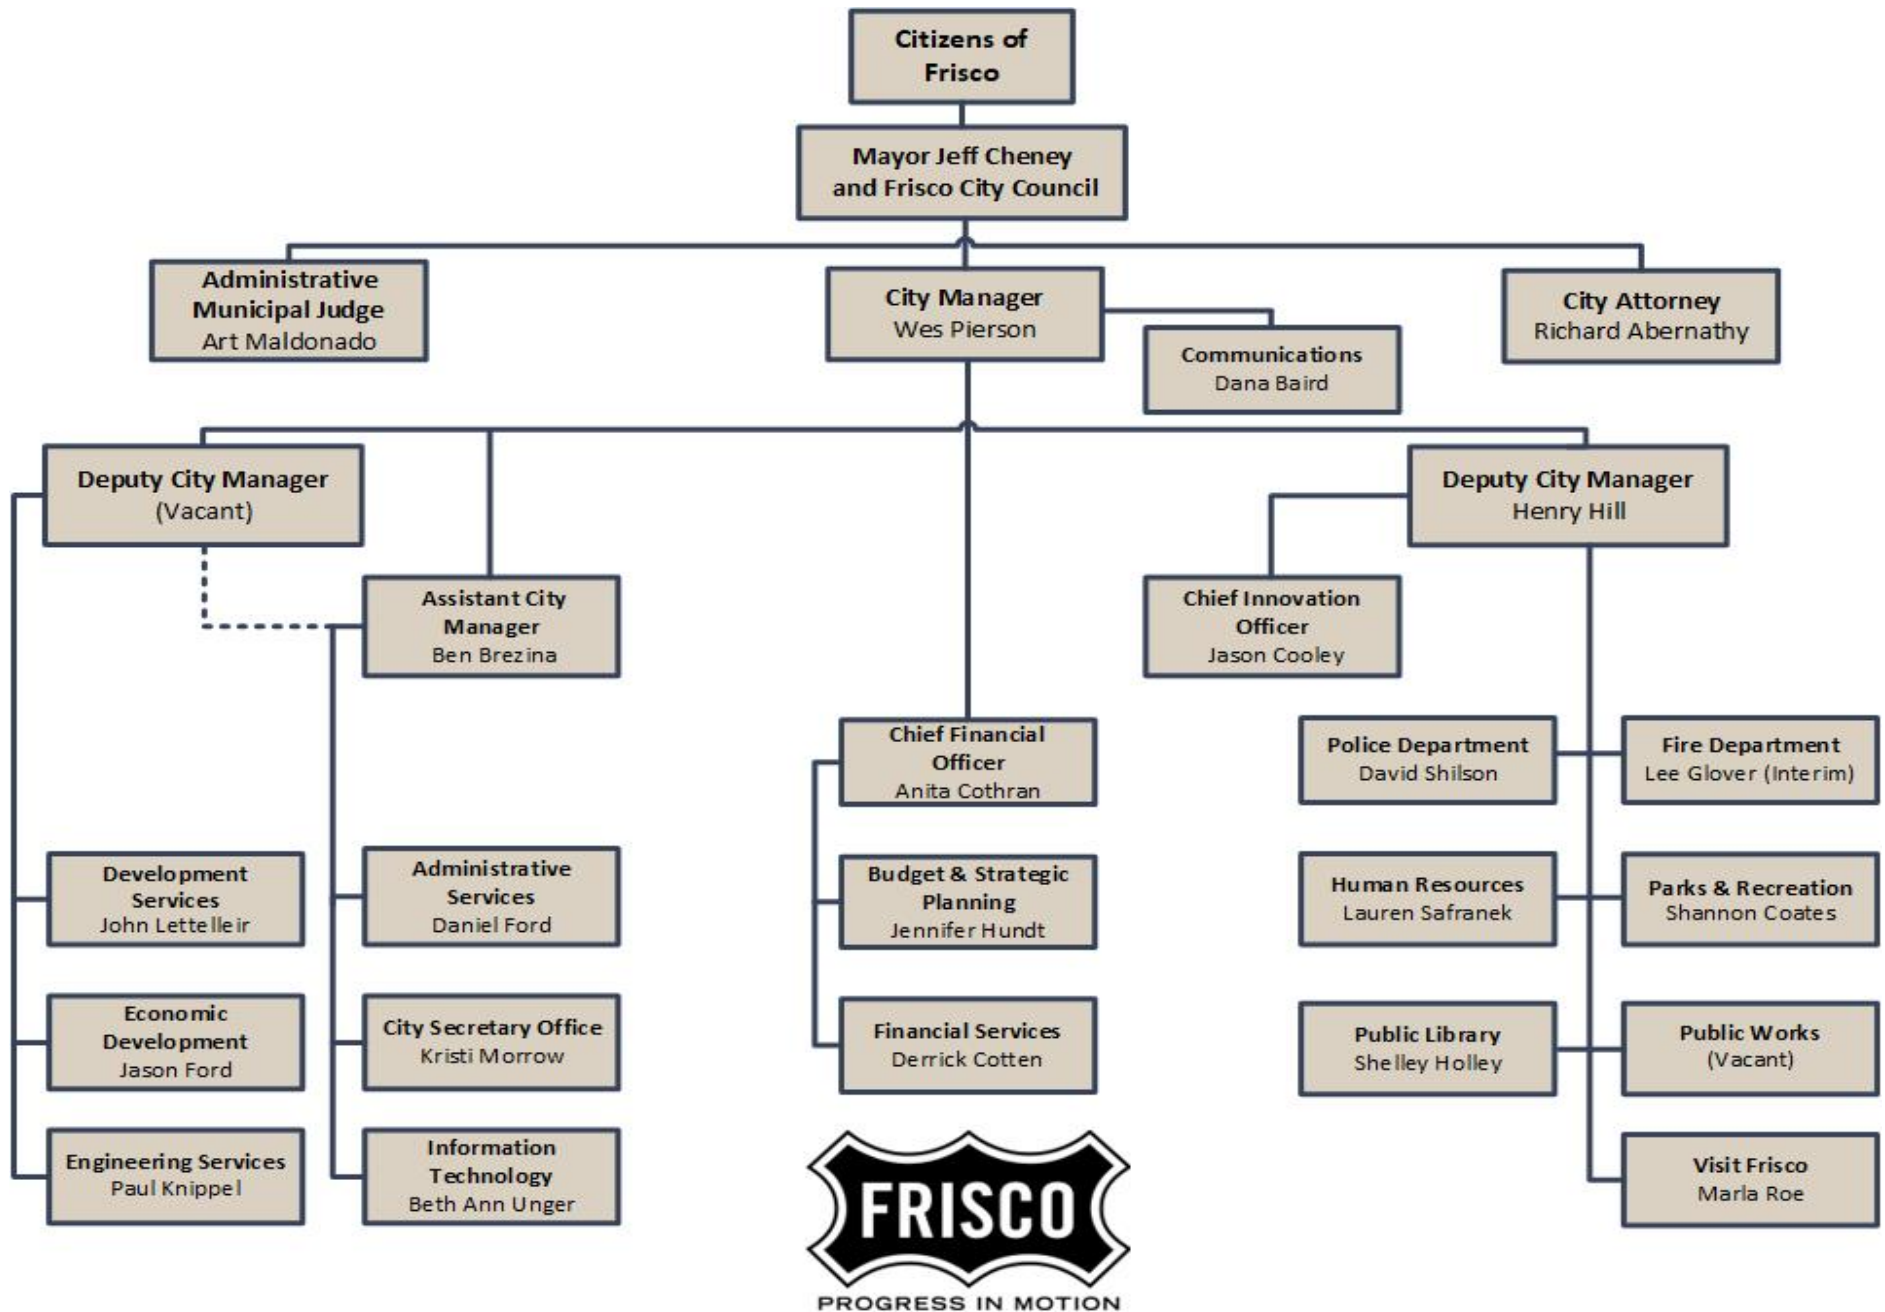 Citizens of
Frisco
Mayor Jeff Cheney
and Frisco City Council
Administrative
Municipal Judge
Art Maldonado
City Manager
Wes Pierson
City Attorney
Richard Abernathy
Communications
Dana Baird
Deputy City Manager
(Vacant)
Deputy City Manager
Henry Hill
Assistant City
Manager
Ben Brezina
Chief Innovation
Officer
Jason Cooley
Chief Financial
Officer
Anita Cothran
Police Department
David Shilson
Fire Department
Lee Glover (Interim)
Development
Services
John Lettelleir
Administrative
Services
Daniel Ford
Budget & Strategic
Planning
Jennifer Hundt
Human Resources
Lauren Safranek
Parks & Recreation
Shannon Coates
Economic
Development
Jason Ford
City Secretary Office
Kristi Morrow
Financial Services
Derrick Cotten
Public Library
Shelley Holley
Public Works
(Vacant)
Engineering Services
Paul Knippel
Information
Technology
Beth Ann Unger
Visit Frisco
Marla Roe
FRISCO
PROGRESS IN MOTION